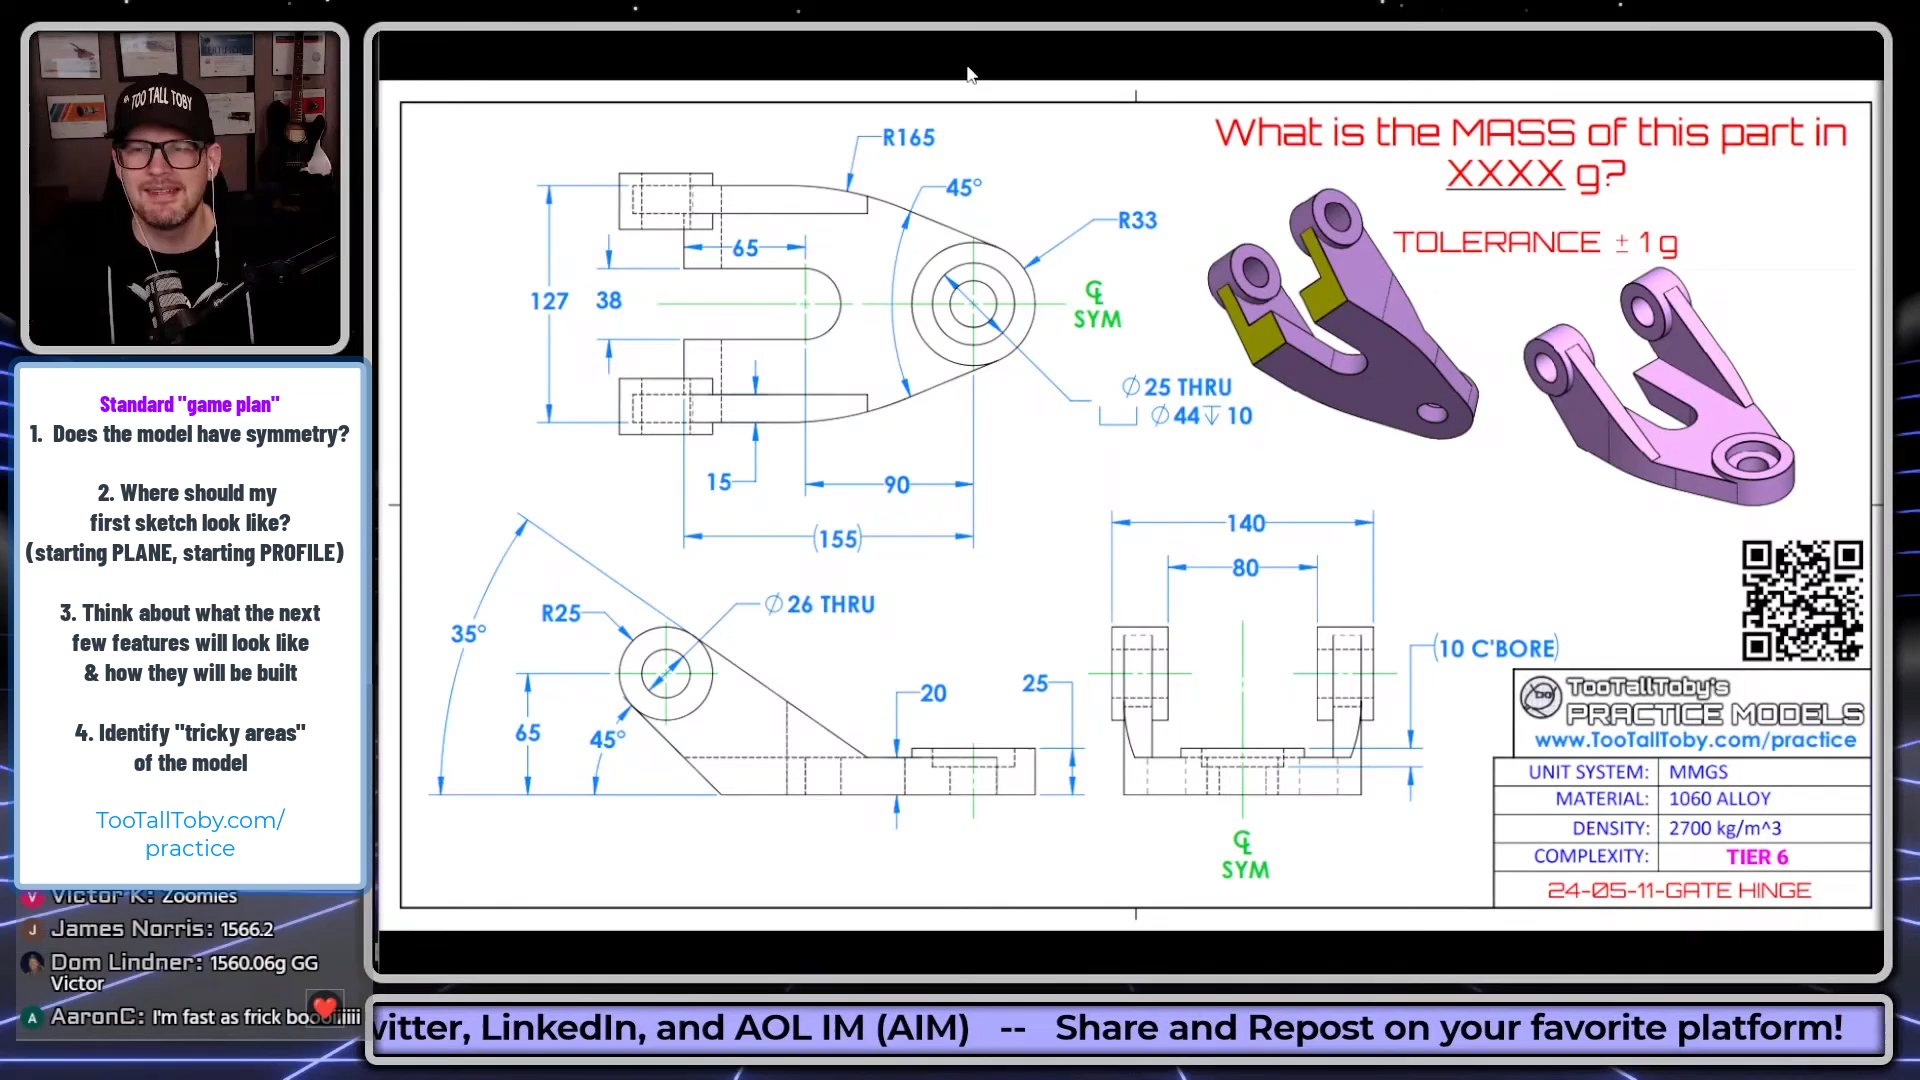 TOO TALL TOBY
Standard "game plan"
1. Does the model have symmetry?
2. Where should my
first sketch look like?
(starting PLANE, starting PROFILE)
3. Think about what the next
few features will look like
& how they will be built
4. Identify "tricky areas"
of the model
TooTallToby.com/
practice
Victor K: Zoomies
James Norris: 1566.2
Dom Lindner: 1560.06g GG
Victor
AaronC: I'm fast as frick boooiiiiii
What is the MASS of this part in
XXXX g?
TOLERANCE ± 1 g
R165
45°
R33
65
127
38
℄
SYM
⌀25 THRU
⌴ ⌀44 ↧ 10
15
90
(155)
140
80
35°
R25
⌀26 THRU
65
45°
20
25
(10 C'BORE)
℄
SYM
TooTallToby's
PRACTICE MODELS
www.TooTallToby.com/practice
UNIT SYSTEM: MMGS
MATERIAL: 1060 ALLOY
DENSITY: 2700 kg/m^3
COMPLEXITY: TIER 6
24-05-11-GATE HINGE
witter, LinkedIn, and AOL IM (AIM) -- Share and Repost on your favorite platform!